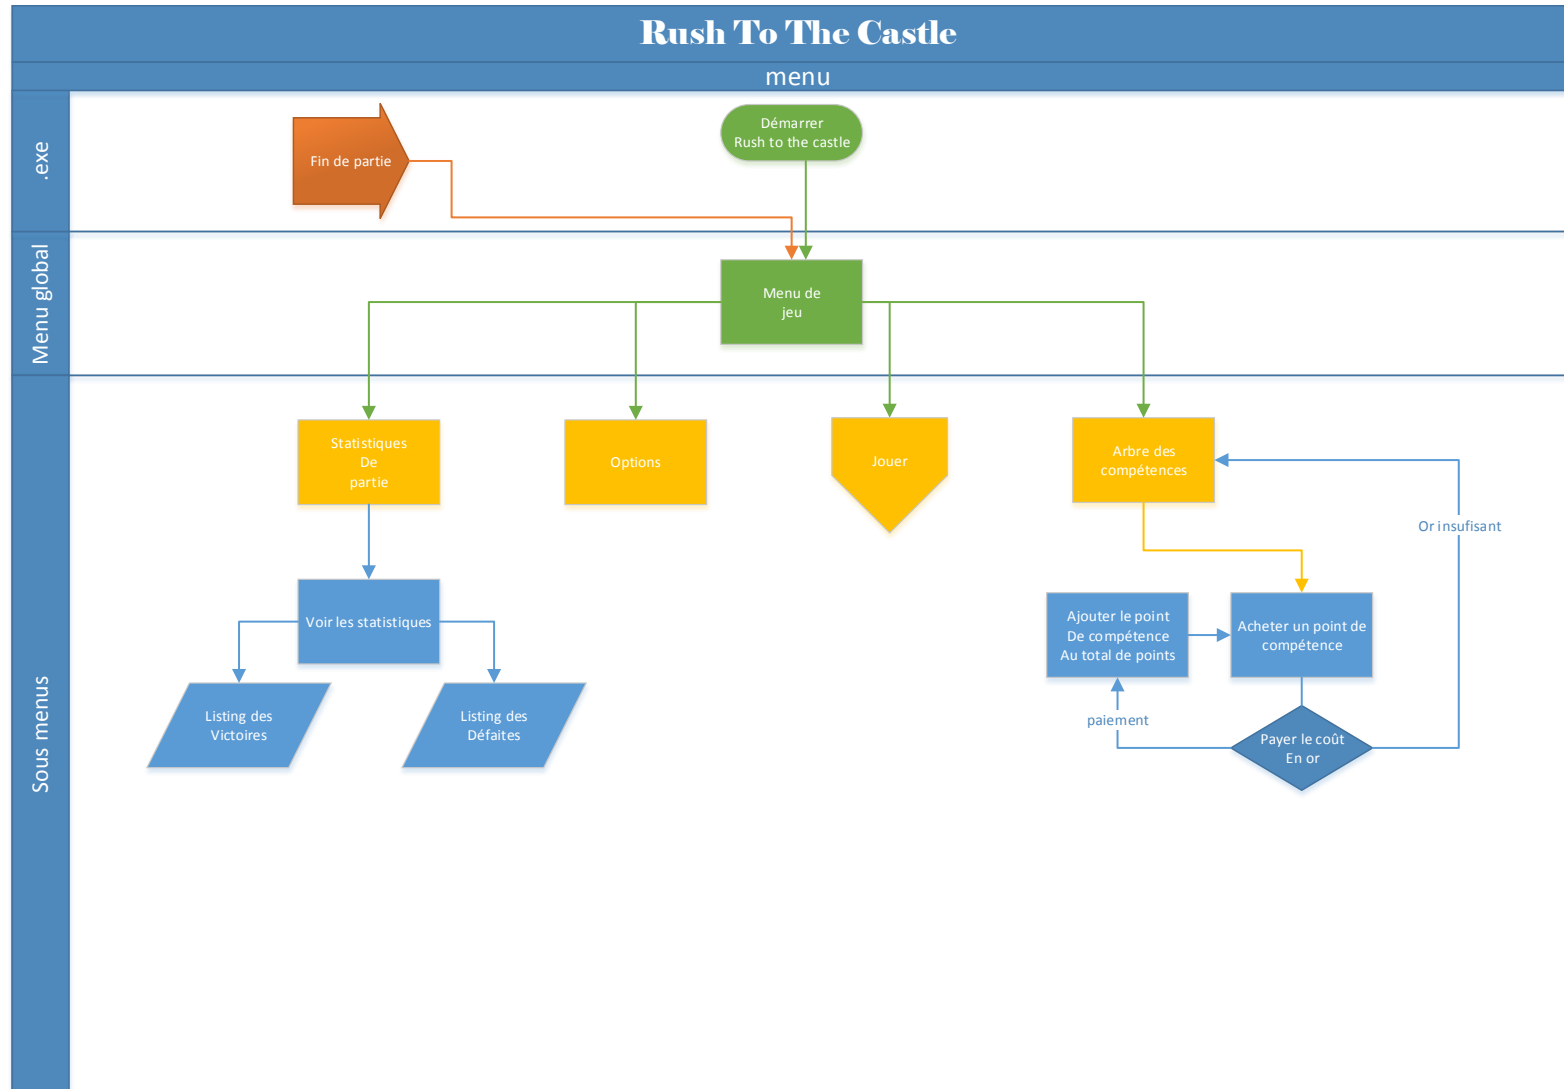 Rush To The Castle
menu
.exe
Fin de partie
Démarrer
Rush to the castle
Menu global
Menu de
jeu
Sous menus
Statistiques
De
partie
Options
Jouer
Arbre des
compétences
Or insufisant
Voir les statistiques
Ajouter le point
De compétence
Au total de points
Acheter un point de
compétence
Listing des
Victoires
Listing des
Défaites
paiement
Payer le coût
En or